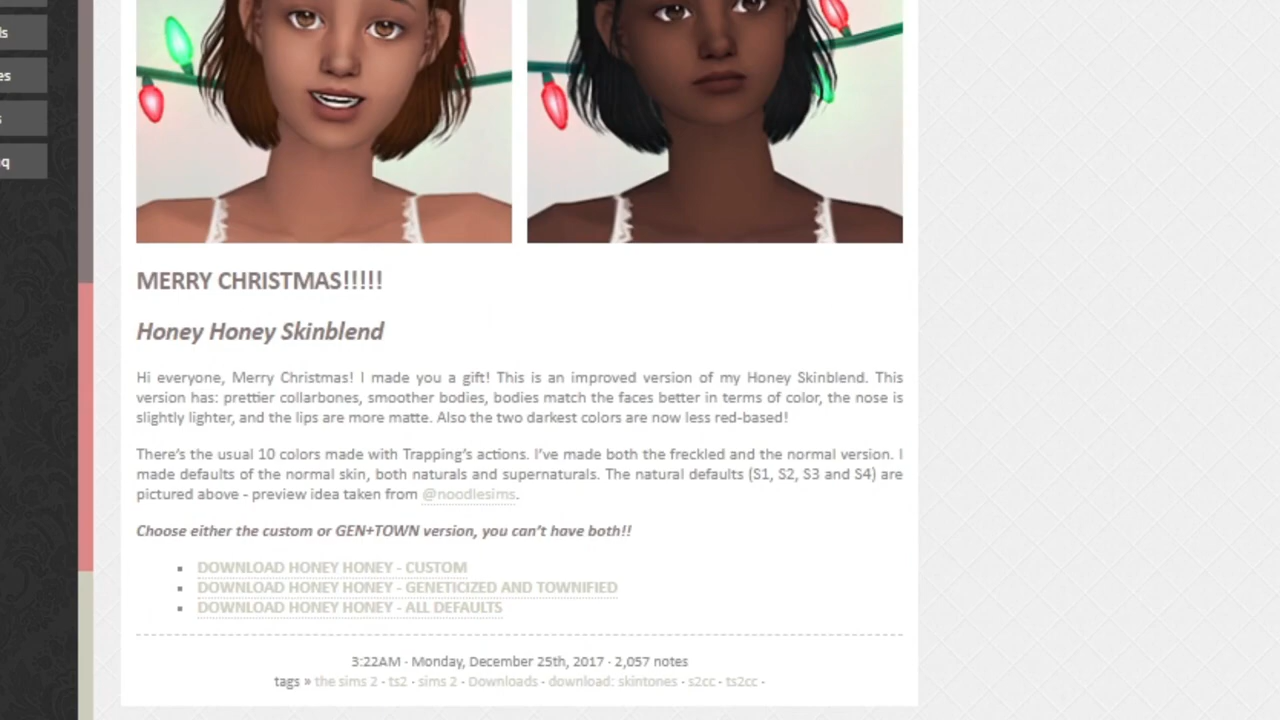 ls
es
s
q
MERRY CHRISTMAS!!!!!
Honey Honey Skinblend
Hi everyone, Merry Christmas! I made you a gift! This is an improved version of my Honey Skinblend. This
version has: prettier collarbones, smoother bodies, bodies match the faces better in terms of color, the nose is
slightly lighter, and the lips are more matte. Also the two darkest colors are now less red-based!
There’s the usual 10 colors made with Trapping’s actions. I’ve made both the freckled and the normal version. I
made defaults of the normal skin, both naturals and supernaturals. The natural defaults (S1, S2, S3 and S4) are
pictured above - preview idea taken from @noodlesims.
Choose either the custom or GEN+TOWN version, you can’t have both!!
▪ DOWNLOAD HONEY HONEY - CUSTOM
▪ DOWNLOAD HONEY HONEY - GENETICIZED AND TOWNIFIED
▪ DOWNLOAD HONEY HONEY - ALL DEFAULTS
3:22AM · Monday, December 25th, 2017 · 2,057 notes
tags » the sims 2 · ts2 · sims 2 · Downloads · download: skintones · s2cc · ts2cc ·